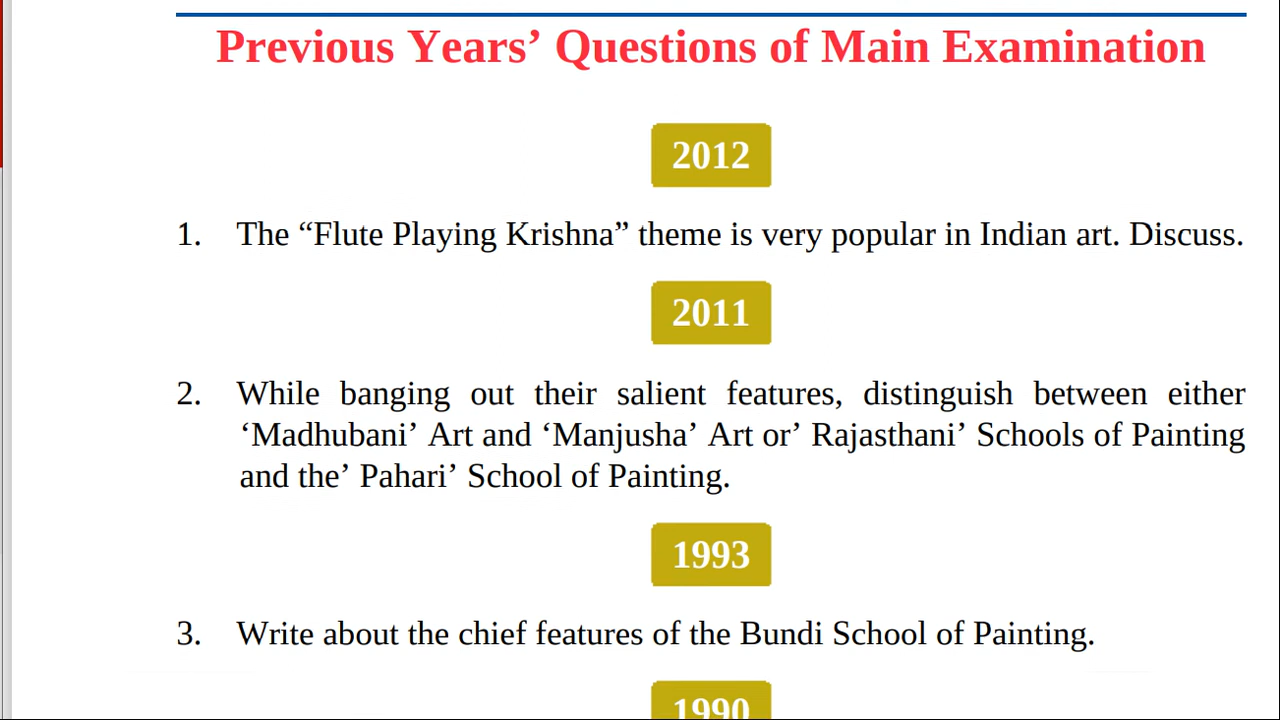 Previous Years’ Questions of Main Examination
2012
1. The “Flute Playing Krishna” theme is very popular in Indian art. Discuss.
2011
2. While banging out their salient features, distinguish between either
‘Madhubani’ Art and ‘Manjusha’ Art or’ Rajasthani’ Schools of Painting
and the’ Pahari’ School of Painting.
1993
3. Write about the chief features of the Bundi School of Painting.
1990